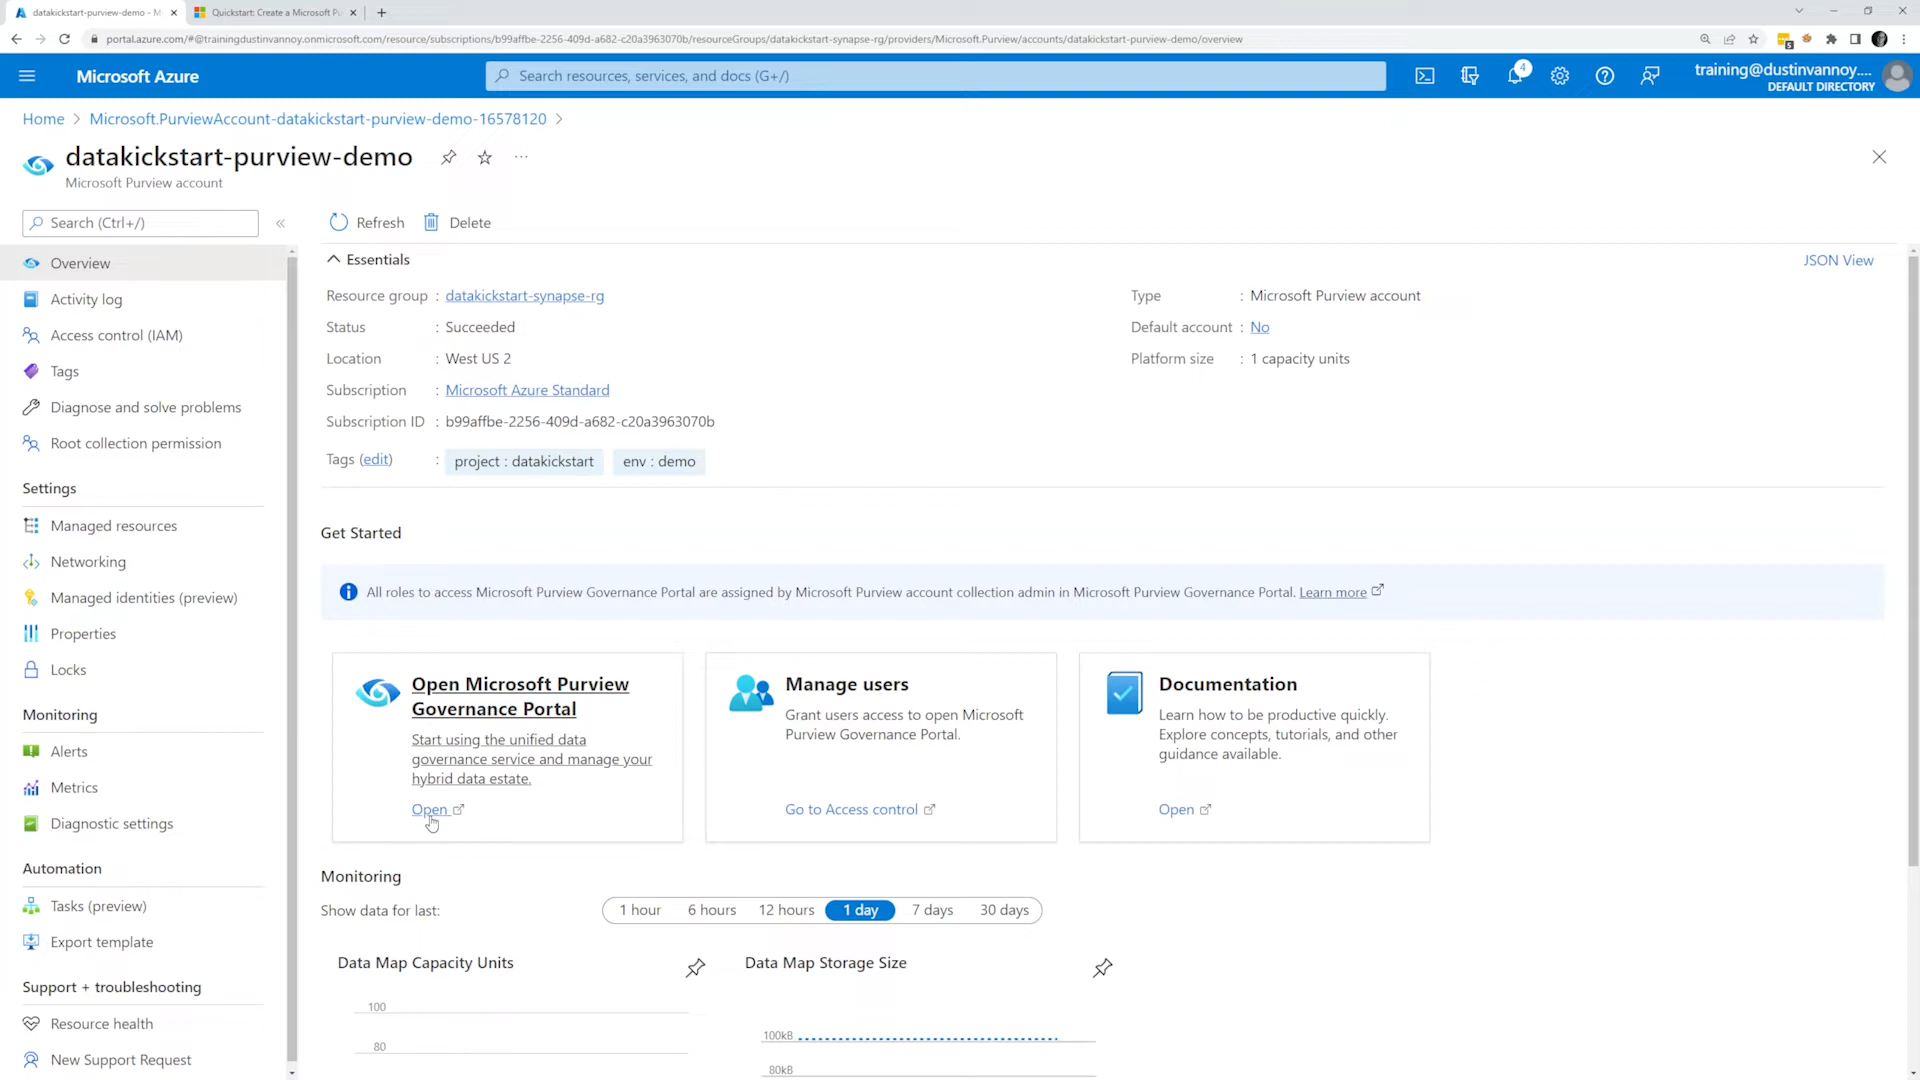 datakickstart-purview-demo - M
Quickstart: Create a Microsoft Pu
portal.azure.com/#@trainingdustinvannoy.onmicrosoft.com/resource/subscriptions/b99affbe-2256-409d-a682-c20a3963070b/resourceGroups/datakickstart-synapse-rg/providers/Microsoft.Purview/accounts/datakickstart-purview-demo/overview
5
Microsoft Azure
Search resources, services, and docs (G+/)
4
training@dustinvannoy....
DEFAULT DIRECTORY
Home > Microsoft.PurviewAccount-datakickstart-purview-demo-16578120 >
datakickstart-purview-demo
Microsoft Purview account
Search (Ctrl+/)
Overview
Activity log
Access control (IAM)
Tags
Diagnose and solve problems
Root collection permission
Settings
Managed resources
Networking
Managed identities (preview)
Properties
Locks
Monitoring
Alerts
Metrics
Diagnostic settings
Automation
Tasks (preview)
Export template
Support + troubleshooting
Resource health
New Support Request
Refresh
Delete
Essentials
JSON View
Resource group : datakickstart-synapse-rg
Status : Succeeded
Location : West US 2
Subscription : Microsoft Azure Standard
Subscription ID : b99affbe-2256-409d-a682-c20a3963070b
Tags (edit) : project : datakickstart env : demo
Type : Microsoft Purview account
Default account : No
Platform size : 1 capacity units
Get Started
All roles to access Microsoft Purview Governance Portal are assigned by Microsoft Purview account collection admin in Microsoft Purview Governance Portal. Learn more
Open Microsoft Purview
Governance Portal
Start using the unified data
governance service and manage your
hybrid data estate.
Open
Manage users
Grant users access to open Microsoft
Purview Governance Portal.
Go to Access control
Documentation
Learn how to be productive quickly.
Explore concepts, tutorials, and other
guidance available.
Open
Monitoring
Show data for last:
1 hour
6 hours
12 hours
1 day
7 days
30 days
Data Map Capacity Units
100
80
Data Map Storage Size
100kB
80kB